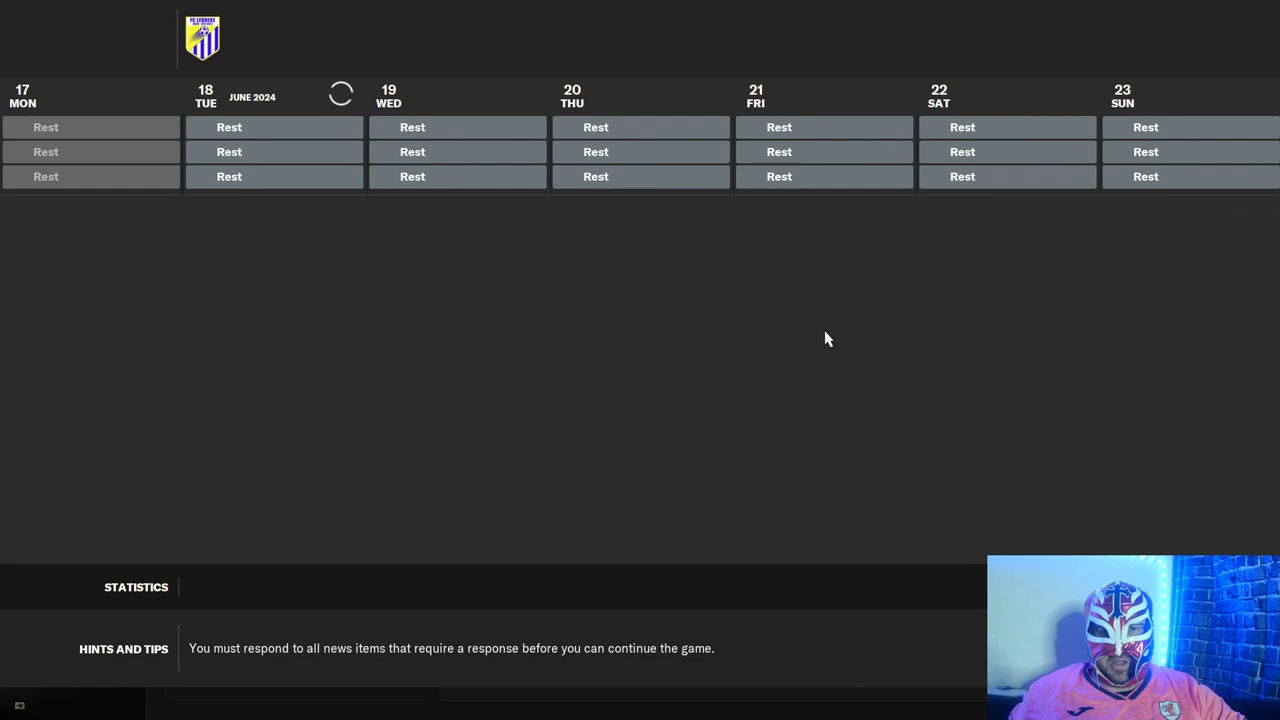 FC LEBBEKE
17
MON
18
TUE
JUNE 2024
19
WED
20
THU
21
FRI
22
SAT
23
SUN
Rest Rest Rest Rest Rest Rest Rest
Rest Rest Rest Rest Rest Rest Rest
Rest Rest Rest Rest Rest Rest Rest
STATISTICS
HINTS AND TIPS
You must respond to all news items that require a response before you can continue the game.